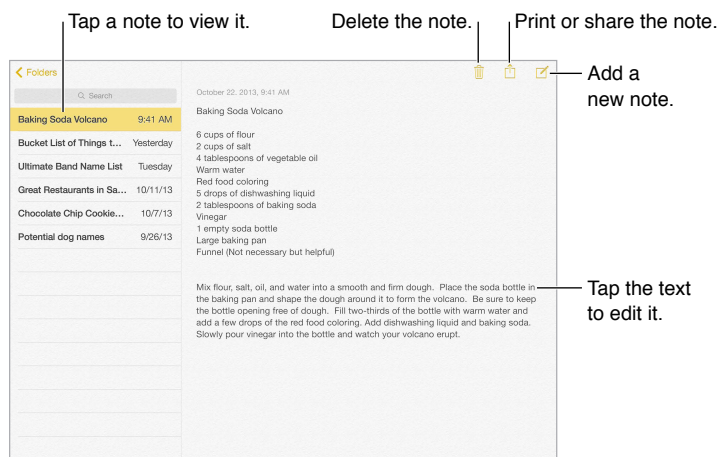 Tap a note to view it.
Delete the note.
Print or share the note.
Folders
Search
Baking Soda Volcano 9:41 AM
Bucket List of Things t... Yesterday
Ultimate Band Name List Tuesday
Great Restaurants in Sa... 10/11/13
Chocolate Chip Cookie... 10/7/13
Potential dog names 9/26/13
October 22. 2013, 9:41 AM
Baking Soda Volcano
6 cups of flour
2 cups of salt
4 tablespoons of vegetable oil
Warm water
Red food coloring
5 drops of dishwashing liquid
2 tablespoons of baking soda
Vinegar
1 empty soda bottle
Large baking pan
Funnel (Not necessary but helpful)
Mix flour, salt, oil, and water into a smooth and firm dough. Place the soda bottle in
the baking pan and shape the dough around it to form the volcano. Be sure to keep
the bottle opening free of dough. Fill two-thirds of the bottle with warm water and
add a few drops of the red food coloring. Add dishwashing liquid and baking soda.
Slowly pour vinegar into the bottle and watch your volcano erupt.
Add a
new note.
Tap the text
to edit it.